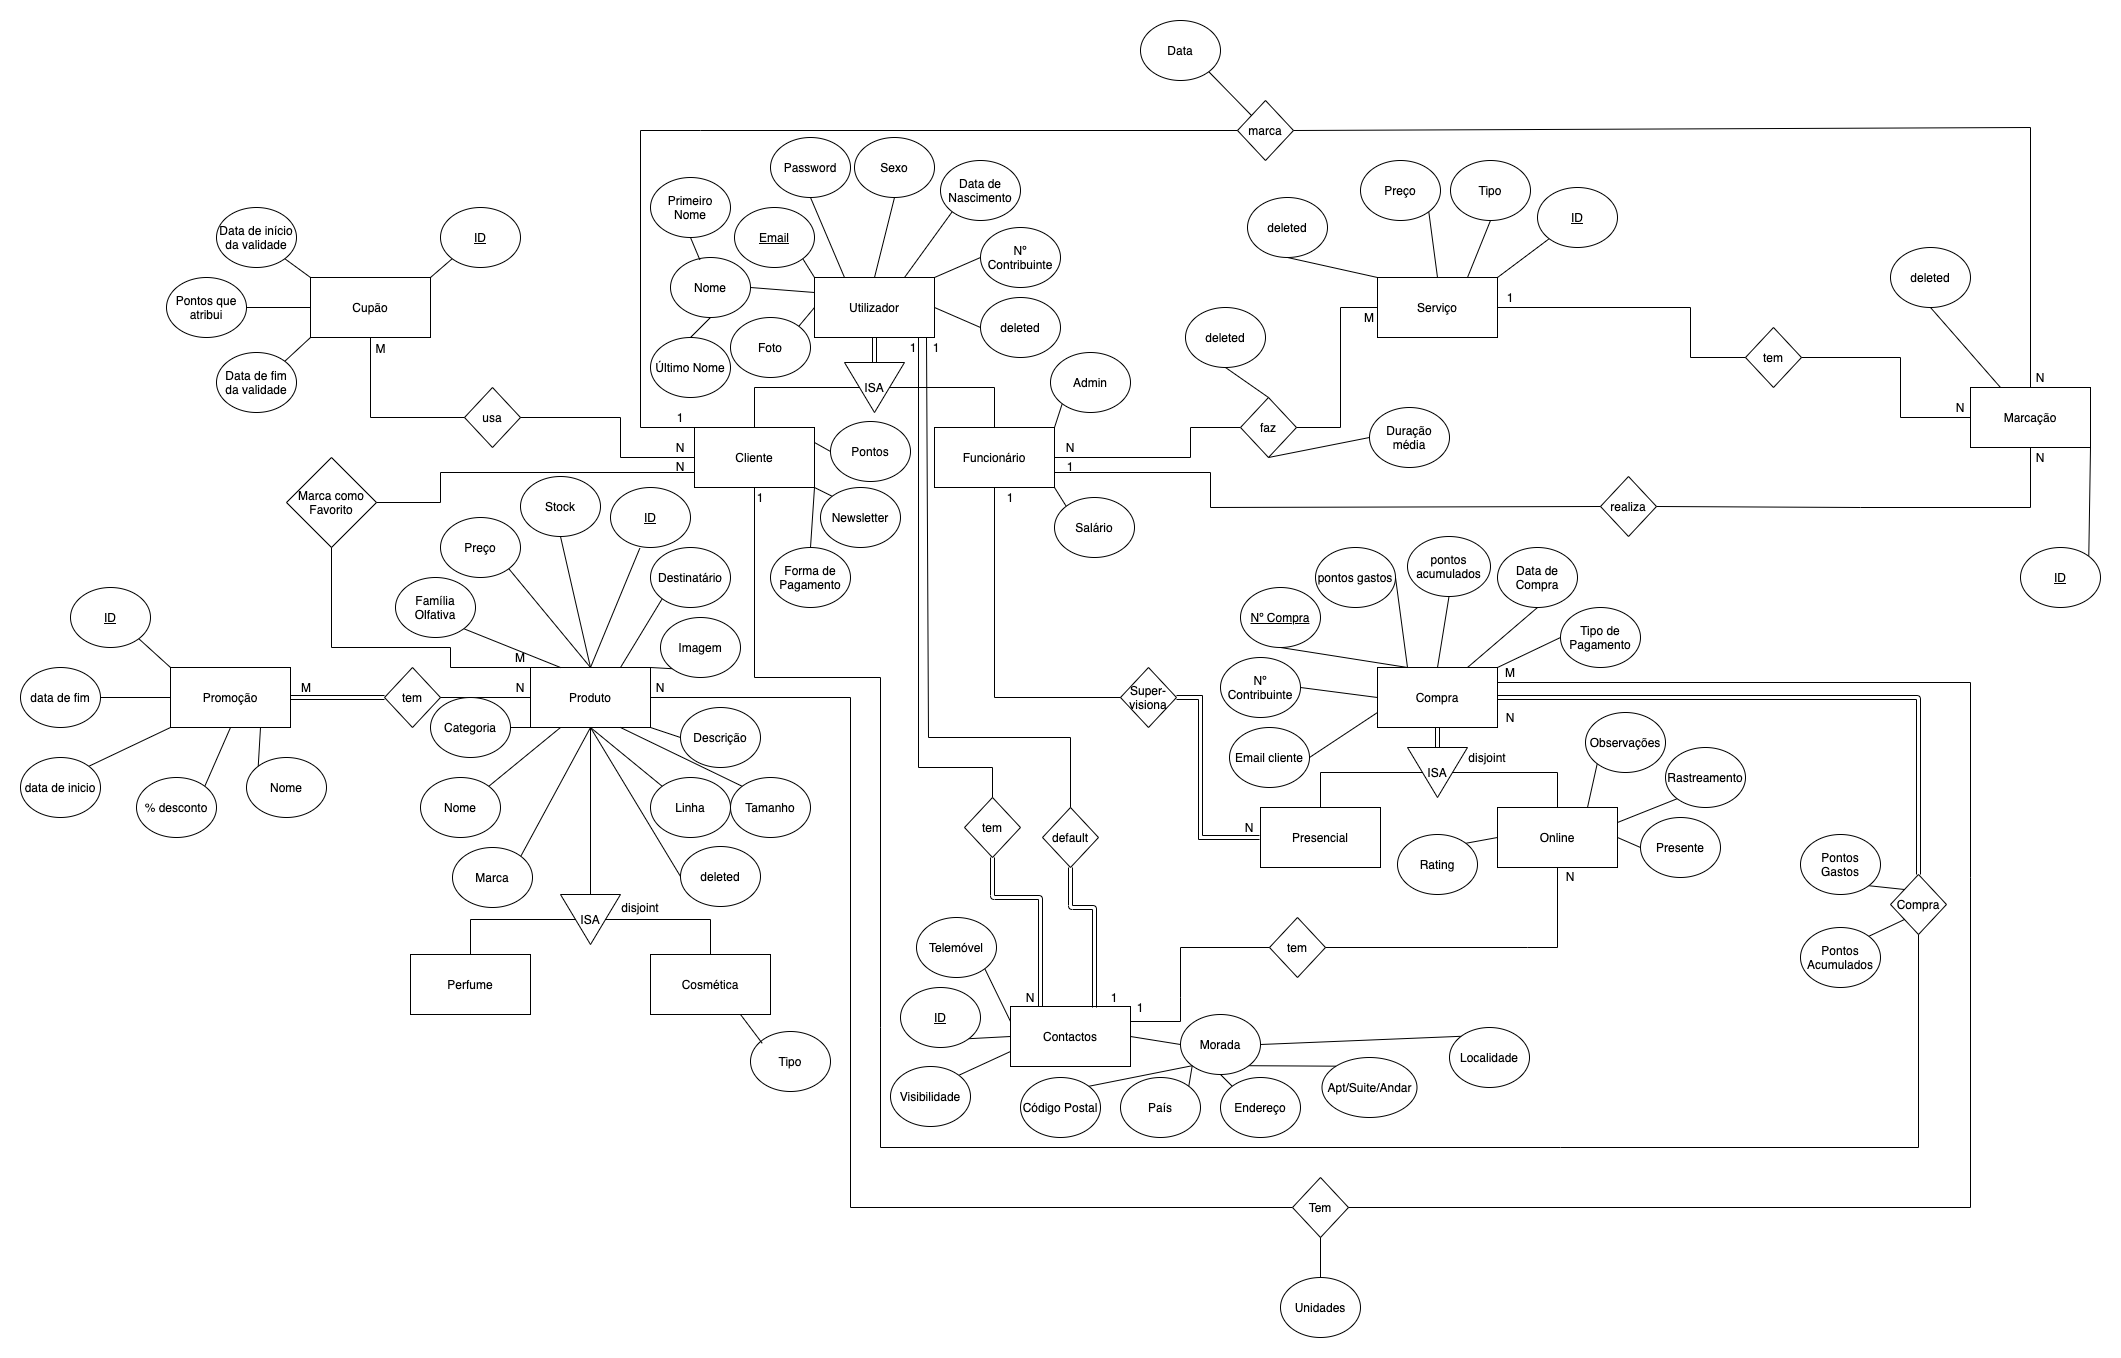 Data
marca
Password
Sexo
Data de
Nascimento
Primeiro
Nome
Email
Nº
Contribuinte
Nome
Utilizador
Foto
deleted
Último Nome
1
1
ISA
Data de início
da validade
ID
Pontos que
atribui
Cupão
Data de fim
da validade
M
usa
Preço
Tipo
deleted
ID
Serviço
M
1
deleted
faz
Duração
média
tem
deleted
N
N
Marcação
N
ID
Admin
1
N
N
Cliente
1
Pontos
Newsletter
Forma de
Pagamento
Funcionário
N
1
1
Salário
realiza
Marca como
Favorito
Stock
ID
Preço
Destinatário
Família
Olfativa
Imagem
M
ID
data de fim
Promoção
M
tem
N
Produto
N
Categoria
Descrição
data de inicio
% desconto
Nome
Nome
Linha
Tamanho
Marca
deleted
ISA
disjoint
Perfume
Cosmética
Tipo
pontos gastos
pontos
acumulados
Data de
Compra
Nº Compra
Tipo de
Pagamento
Nº
Contribuinte
Compra
M
N
Email cliente
Super-
visiona
ISA
disjoint
Observações
Rastreamento
N
Presencial
Online
Presente
Rating
N
Pontos
Gastos
Compra
Pontos
Acumulados
tem
default
tem
Telemóvel
N
1
1
ID
Contactos
Morada
Localidade
Visibilidade
Código Postal
País
Endereço
Apt/Suite/Andar
Tem
Unidades